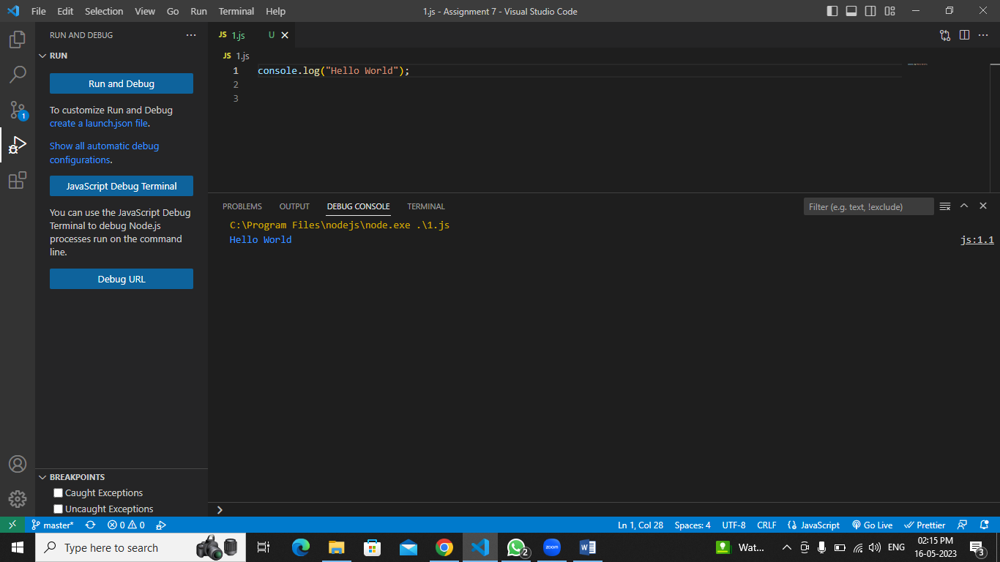 File Edit Selection View Go Run Terminal Help
1.js - Assignment 7 - Visual Studio Code
RUN AND DEBUG
RUN
Run and Debug
To customize Run and Debug
create a launch.json file.
Show all automatic debug
configurations.
JavaScript Debug Terminal
You can use the JavaScript Debug
Terminal to debug Node.js
processes run on the command
line.
Debug URL
BREAKPOINTS
Caught Exceptions
Uncaught Exceptions
JS 1.js U
JS 1.js
1 console.log("Hello World");
2
3
PROBLEMS OUTPUT DEBUG CONSOLE TERMINAL
Filter (e.g. text, !exclude)
C:\Program Files\nodejs\node.exe .\1.js
Hello World js:1.1
1
master* 0 0 Ln 1, Col 28 Spaces: 4 UTF-8 CRLF JavaScript Go Live Prettier
Type here to search
zoom
2
Wat...
ENG
02:15 PM
16-05-2023
3